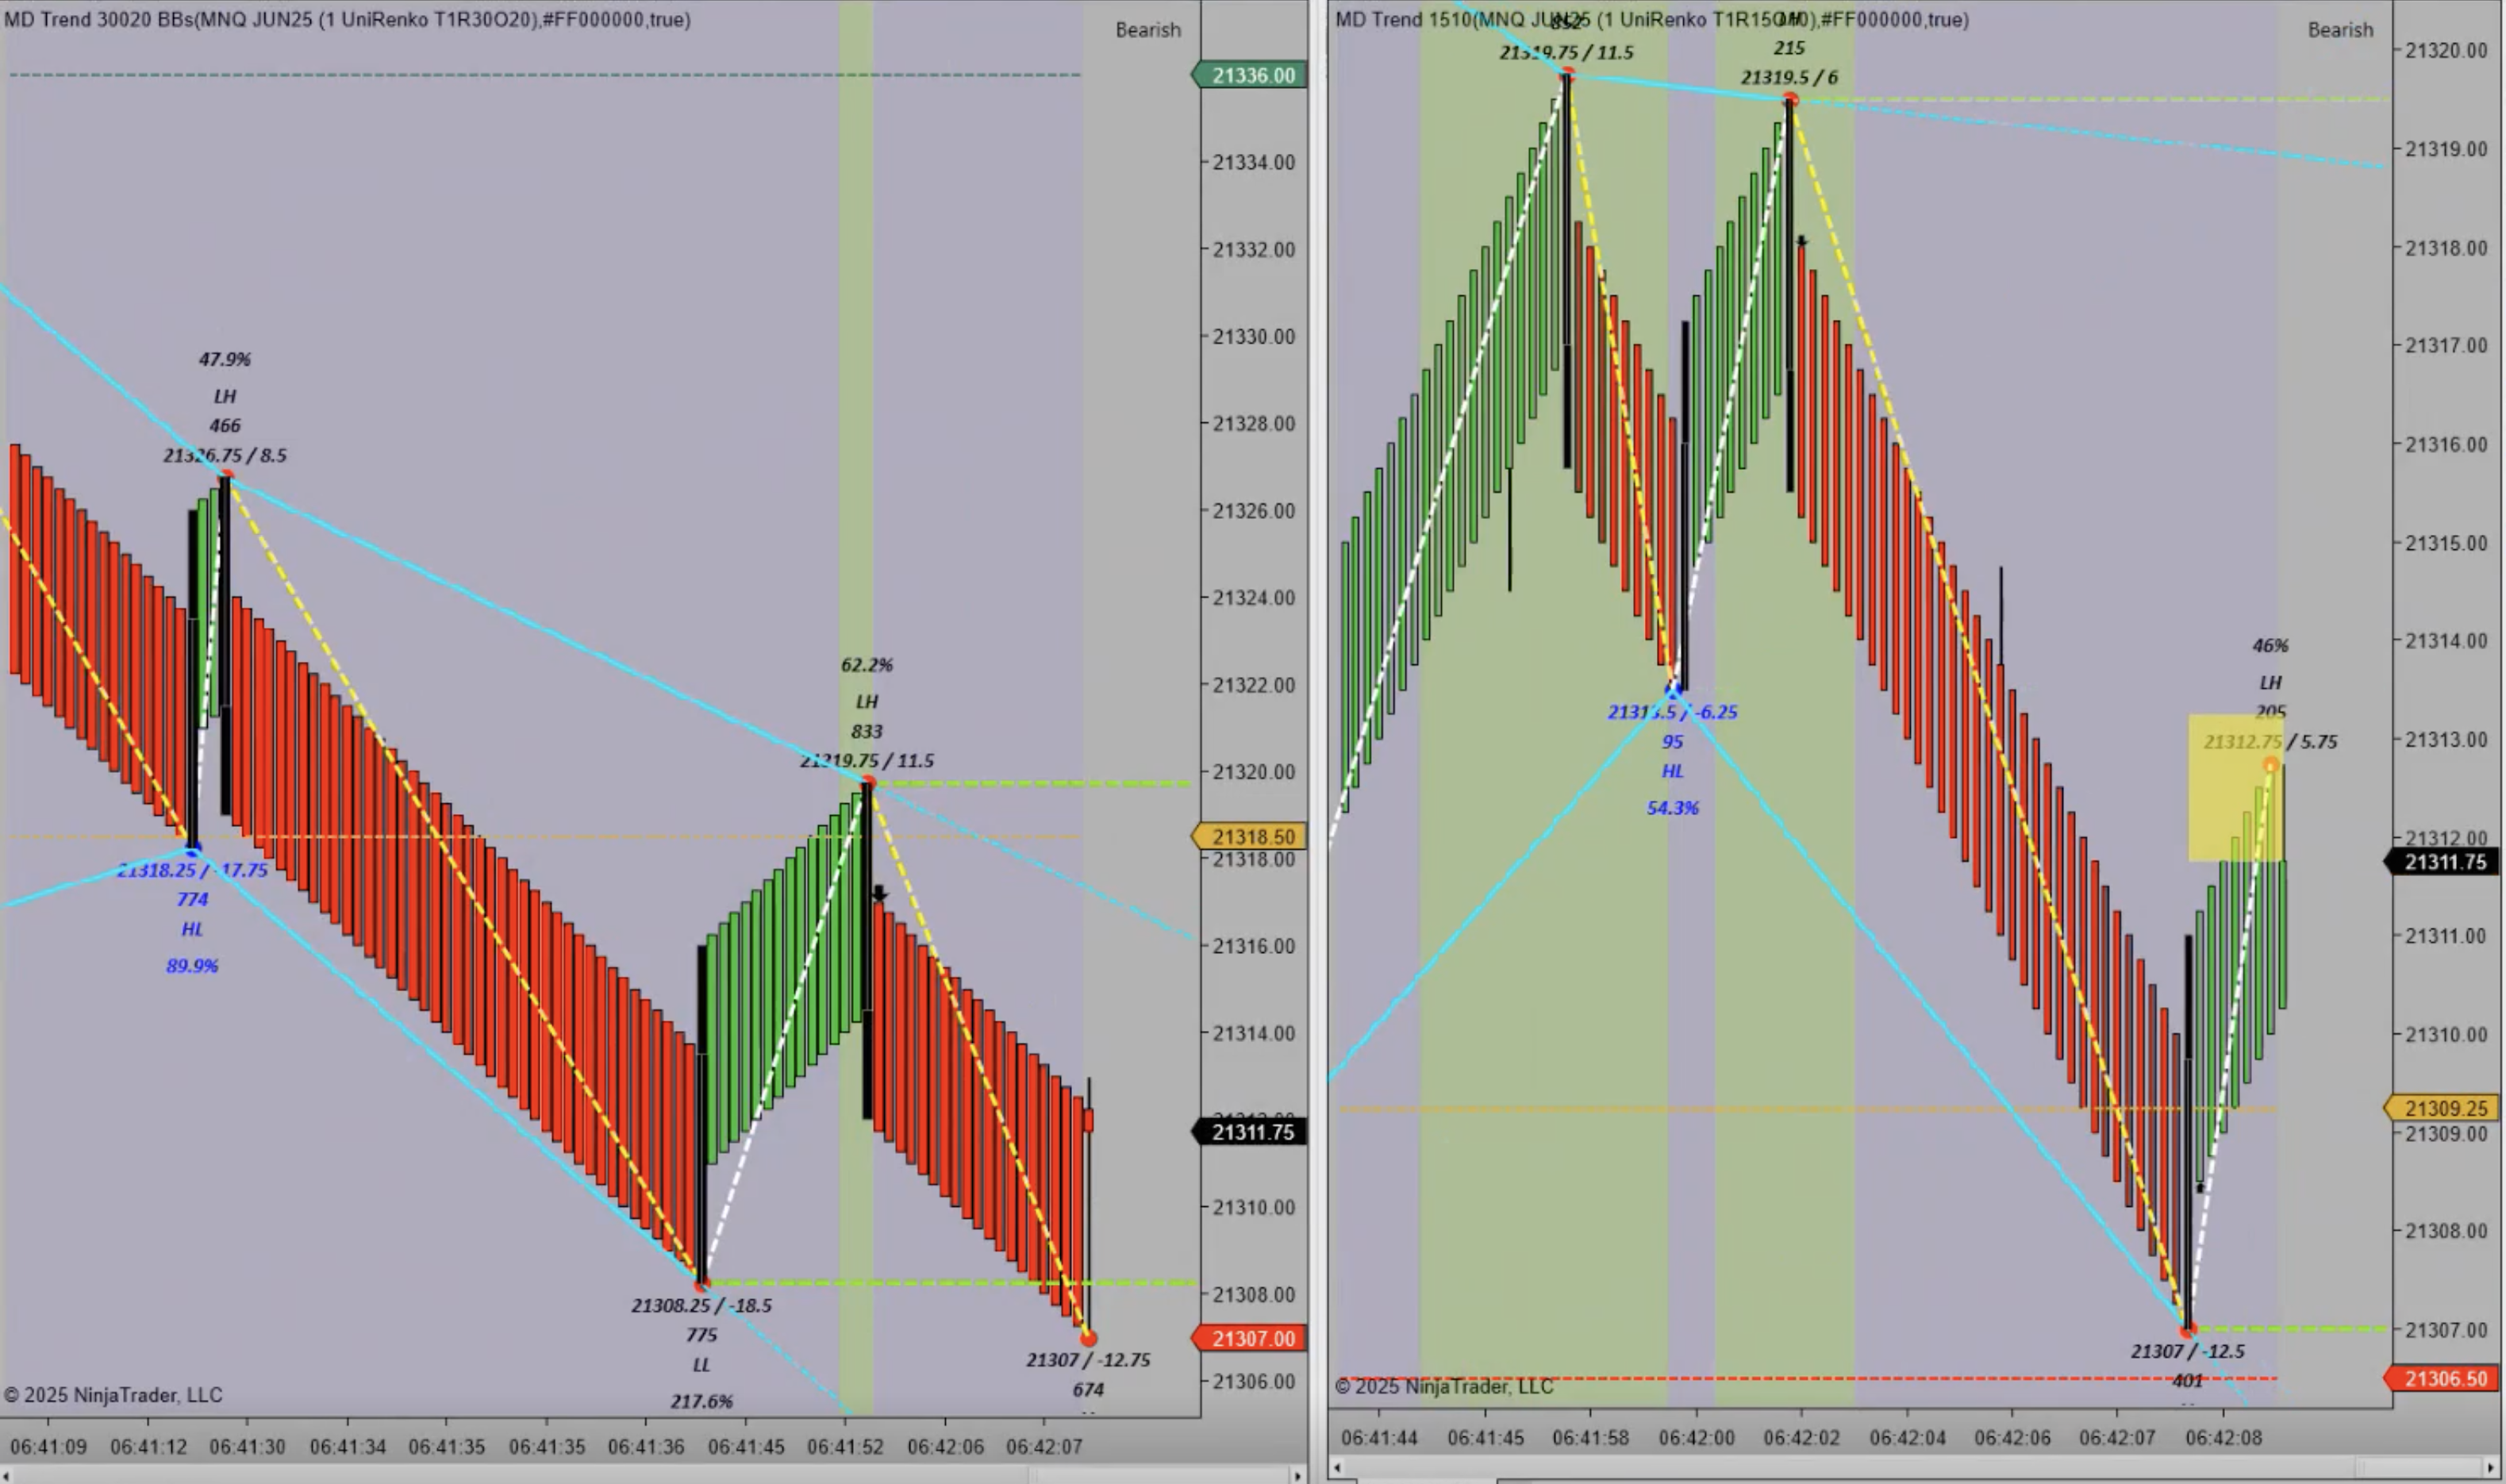 MD Trend 30020 BBs(MNQ JUN25 (1 UniRenko T1R30O20),#FF000000,true)
Bearish
21336.00
21334.00
21332.00
21330.00
21328.00
21326.00
21324.00
21322.00
21320.00
21318.50
21318.00
21316.00
21314.00
21311.75
21310.00
21308.00
21307.00
21306.00
47.9%
LH
466
21326.75 / 8.5
21318.25 / -17.75
774
HL
89.9%
62.2%
LH
833
21319.75 / 11.5
21308.25 / -18.5
775
LL
217.6%
21307 / -12.75
674
--
© 2025 NinjaTrader, LLC
06:41:09 06:41:12 06:41:30 06:41:34 06:41:35 06:41:35 06:41:36 06:41:45 06:41:52 06:42:06 06:42:07
MD Trend 1510(MNQ JUN25 (1 UniRenko T1R15O10),#FF000000,true)
Bearish
21320.00
21319.00
21318.00
21317.00
21316.00
21315.00
21314.00
21313.00
21312.00
21311.75
21311.00
21310.00
21309.25
21309.00
21308.00
21307.00
21306.50
21319.75 / 11.5
215
21319.5 / 6
21313.5 / -6.25
95
HL
54.3%
46%
LH
205
21312.75 / 5.75
21307 / -12.5
401
--
© 2025 NinjaTrader, LLC
06:41:44 06:41:45 06:41:58 06:42:00 06:42:02 06:42:04 06:42:06 06:42:07 06:42:08